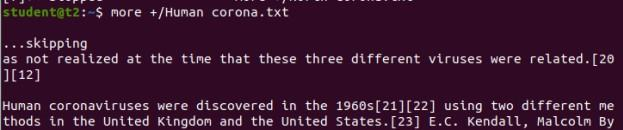 student@t2:~$ more +/Human corona.txt
...skipping
as not realized at the time that these three different viruses were related.[20
][12]
Human coronaviruses were discovered in the 1960s[21][22] using two different me
thods in the United Kingdom and the United States.[23] E.C. Kendall, Malcolm By